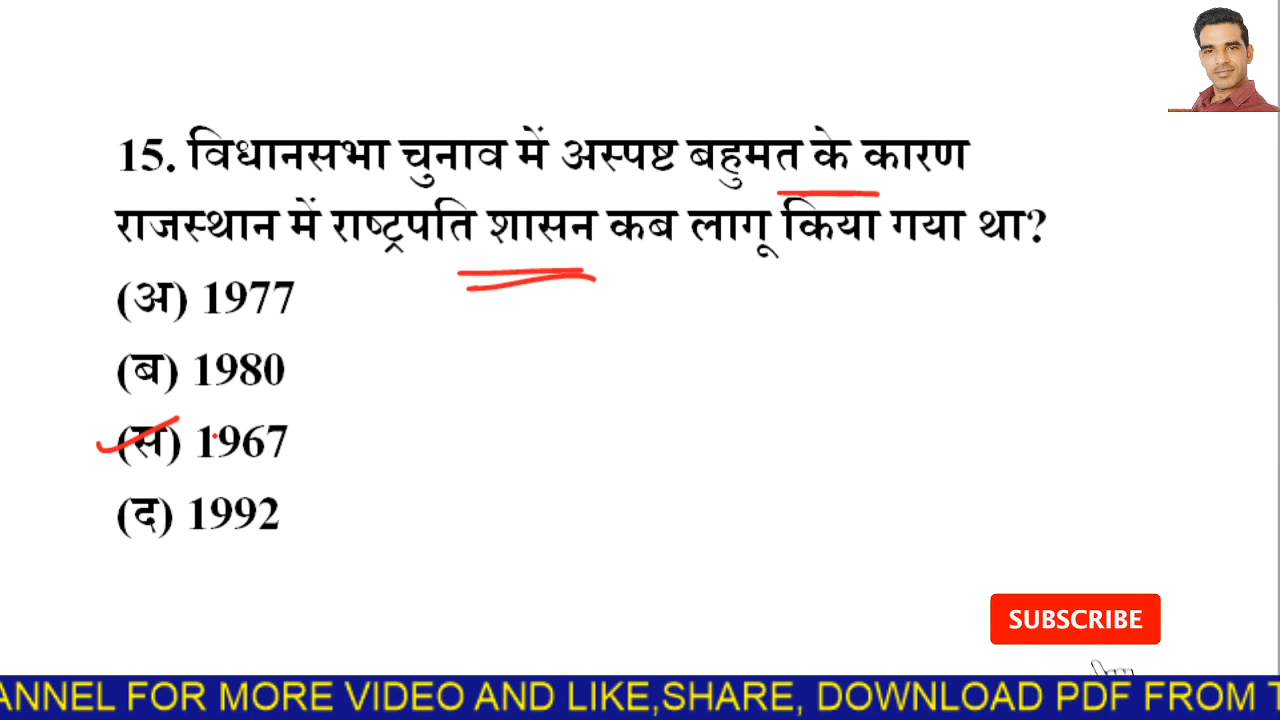 15. विधानसभा चुनाव में अस्पष्ट बहुमत के कारण
राजस्थान में राष्ट्रपति शासन कब लागू किया गया था?
(अ) 1977
(ब) 1980
(स) 1967
(द) 1992
SUBSCRIBE
ANNEL FOR MORE VIDEO AND LIKE,SHARE, DOWNLOAD PDF FROM T